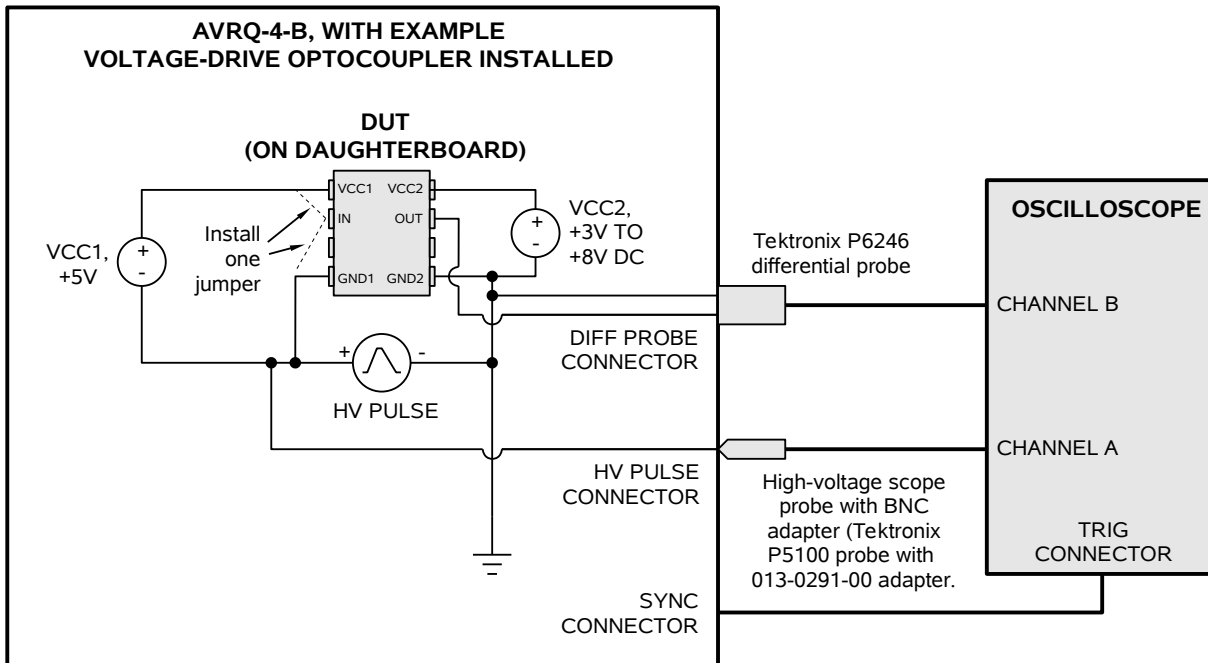 AVRQ-4-B, WITH EXAMPLE
VOLTAGE-DRIVE OPTOCOUPLER INSTALLED
DUT
(ON DAUGHTERBOARD)
VCC1 VCC2
IN OUT
GND1 GND2
Install
one
jumper
VCC1,
+5V
+
-
+
-
VCC2,
+3V TO
+8V DC
+ -
HV PULSE
DIFF PROBE
CONNECTOR
HV PULSE
CONNECTOR
SYNC
CONNECTOR
Tektronix P6246
differential probe
High-voltage scope
probe with BNC
adapter (Tektronix
P5100 probe with
013-0291-00 adapter.
OSCILLOSCOPE
CHANNEL B
CHANNEL A
TRIG
CONNECTOR